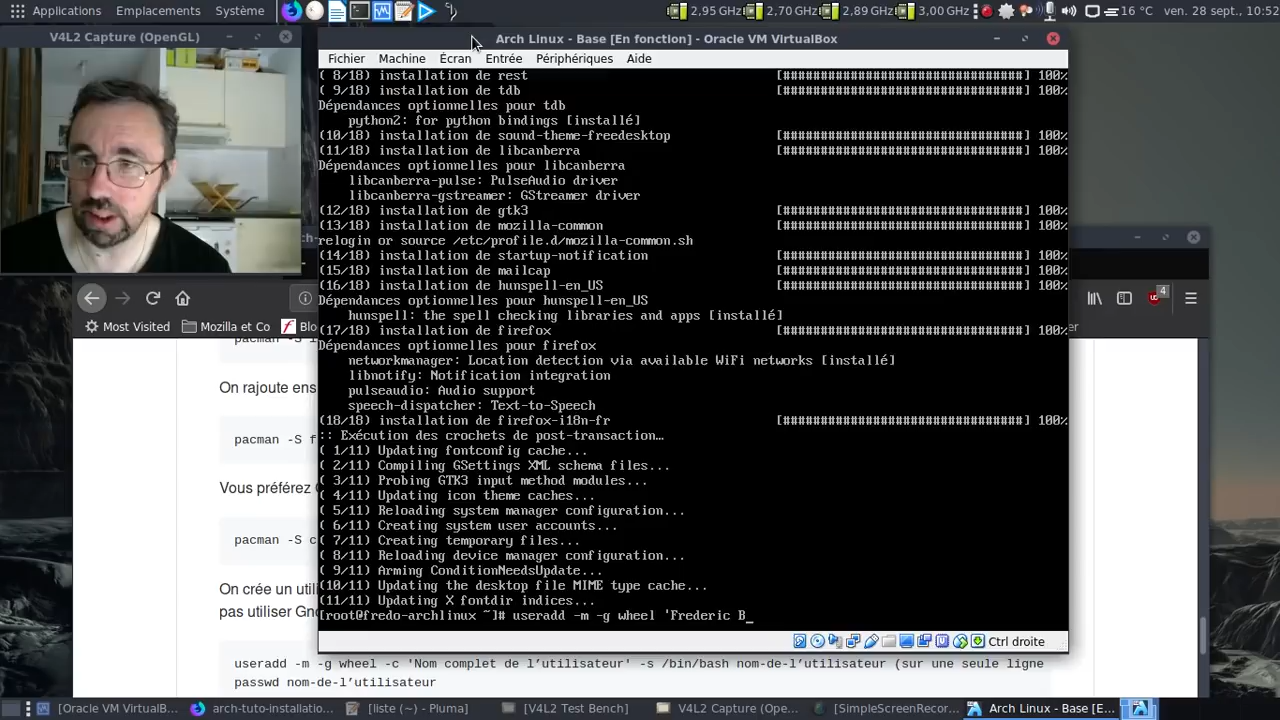 Applications Emplacements Système 2,95 GHz 2,70 GHz 2,89 GHz 3,00 GHz 16 °C ven. 28 sept., 10:52
V4L2 Capture (OpenGL)
Arch Linux - Base [En fonction] - Oracle VM VirtualBox
Fichier Machine Écran Entrée Périphériques Aide
( 8/18) installation de rest [################################] 100%
( 9/18) installation de tdb [################################] 100%
Dépendances optionnelles pour tdb
python2: for python bindings [installé]
(10/18) installation de sound-theme-freedesktop [################################] 100%
(11/18) installation de libcanberra [################################] 100%
Dépendances optionnelles pour libcanberra
libcanberra-pulse: PulseAudio driver
libcanberra-gstreamer: GStreamer driver
(12/18) installation de gtk3 [################################] 100%
(13/18) installation de mozilla-common [################################] 100%
relogin or source /etc/profile.d/mozilla-common.sh
(14/18) installation de startup-notification [################################] 100%
(15/18) installation de mailcap [################################] 100%
(16/18) installation de hunspell-en_US [################################] 100%
Dépendances optionnelles pour hunspell-en_US
hunspell: the spell checking libraries and apps [installé]
(17/18) installation de firefox [################################] 100%
Dépendances optionnelles pour firefox
networkmanager: Location detection via available WiFi networks [installé]
libnotify: Notification integration
pulseaudio: Audio support
speech-dispatcher: Text-to-Speech
(18/18) installation de firefox-i18n-fr [################################] 100%
:: Exécution des crochets de post-transaction...
( 1/11) Updating fontconfig cache...
( 2/11) Compiling GSettings XML schema files...
( 3/11) Probing GTK3 input method modules...
( 4/11) Updating icon theme caches...
( 5/11) Reloading system manager configuration...
( 6/11) Creating system user accounts...
( 7/11) Creating temporary files...
( 8/11) Reloading device manager configuration...
( 9/11) Arming ConditionNeedsUpdate...
(10/11) Updating the desktop file MIME type cache...
(11/11) Updating X fontdir indices...
[root@fredo-archlinux ~]# useradd -m -g wheel 'Frederic B_
Ctrl droite
4
Most Visited Mozilla et Co Blo
On rajoute ens
pacman -S f
Vous préférez
pacman -S c
On crée un util
pas utiliser Gno
useradd -m -g wheel -c 'Nom complet de l’utilisateur' -s /bin/bash nom-de-l’utilisateur (sur une seule ligne
passwd nom-de-l’utilisateur
[Oracle VM VirtualB... arch-tuto-installatio... [liste (~) - Pluma] [V4L2 Test Bench] V4L2 Capture (Ope... [SimpleScreenRecor... Arch Linux - Base [E...